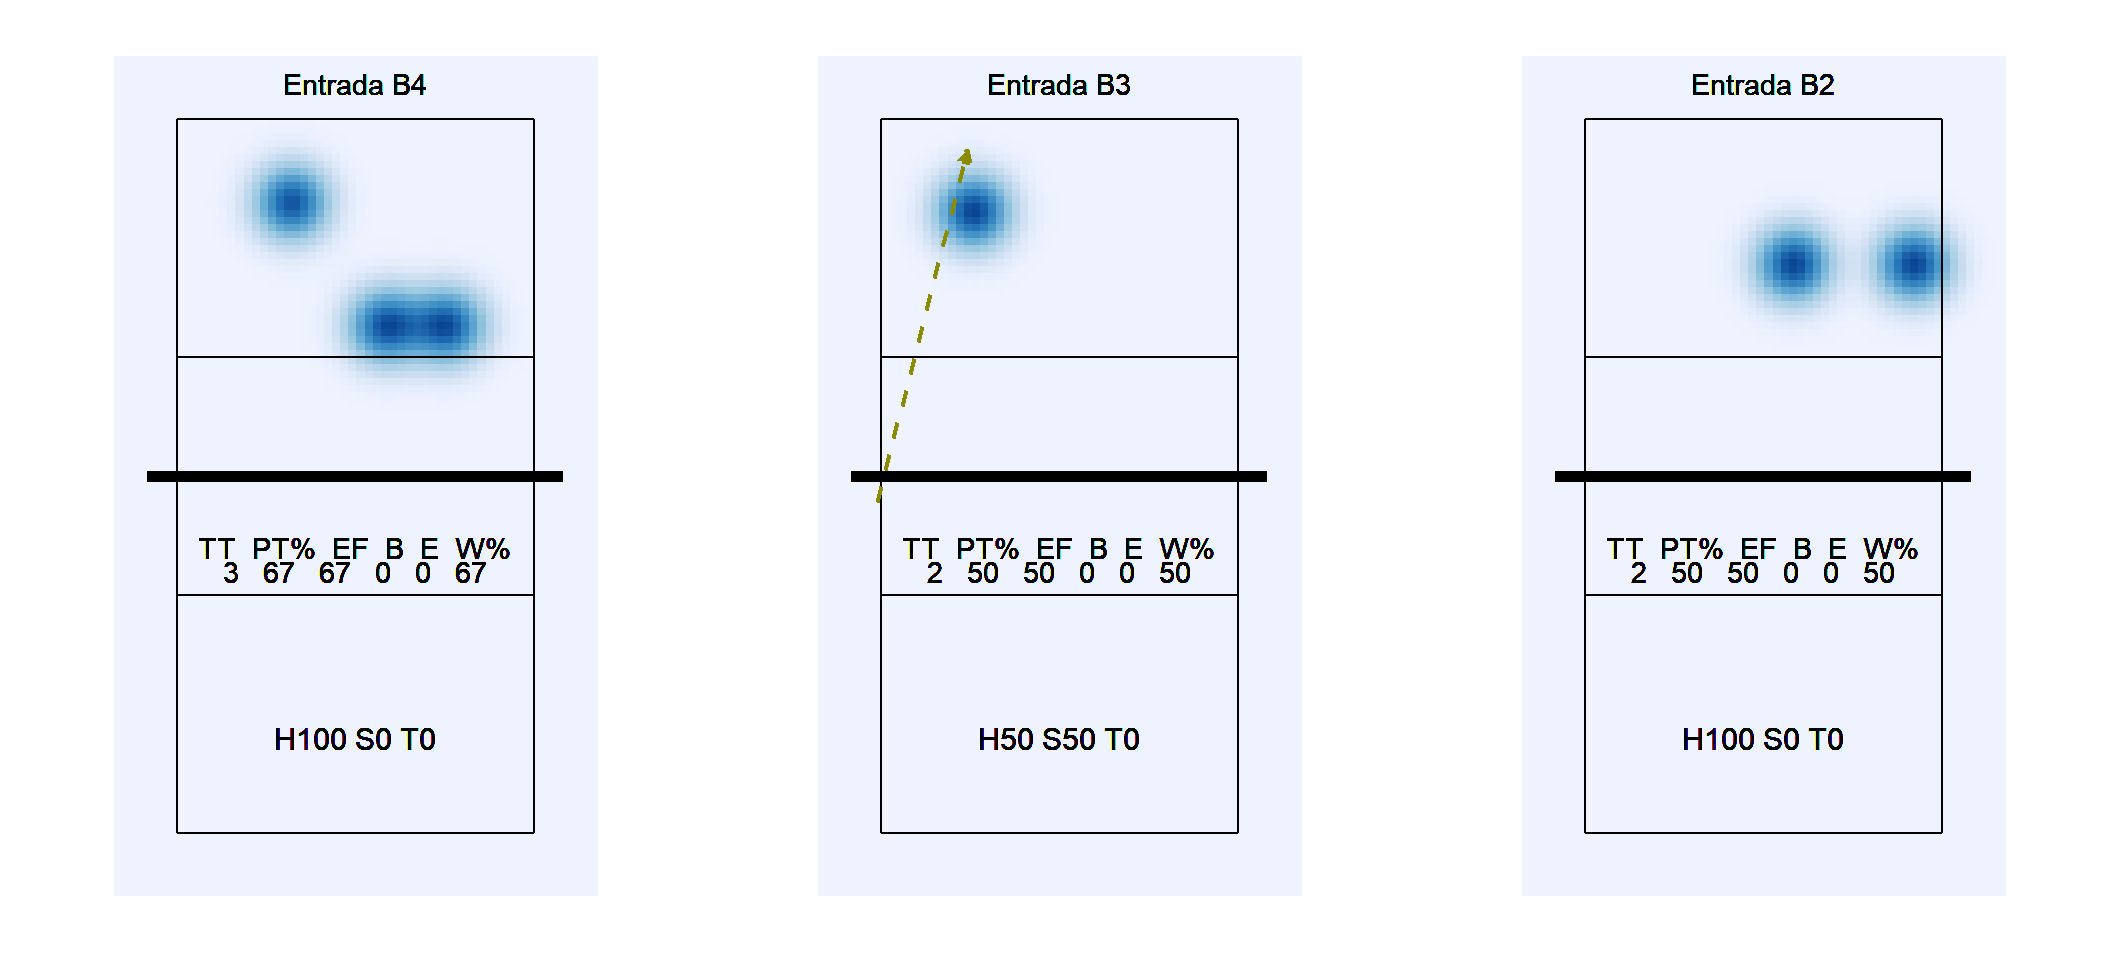 Entrada B4
TT PT% EF B E W%
3 67 67 0 0 67
H100 S0 T0
Entrada B3
TT PT% EF B E W%
2 50 50 0 0 50
H50 S50 T0
Entrada B2
TT PT% EF B E W%
2 50 50 0 0 50
H100 S0 T0